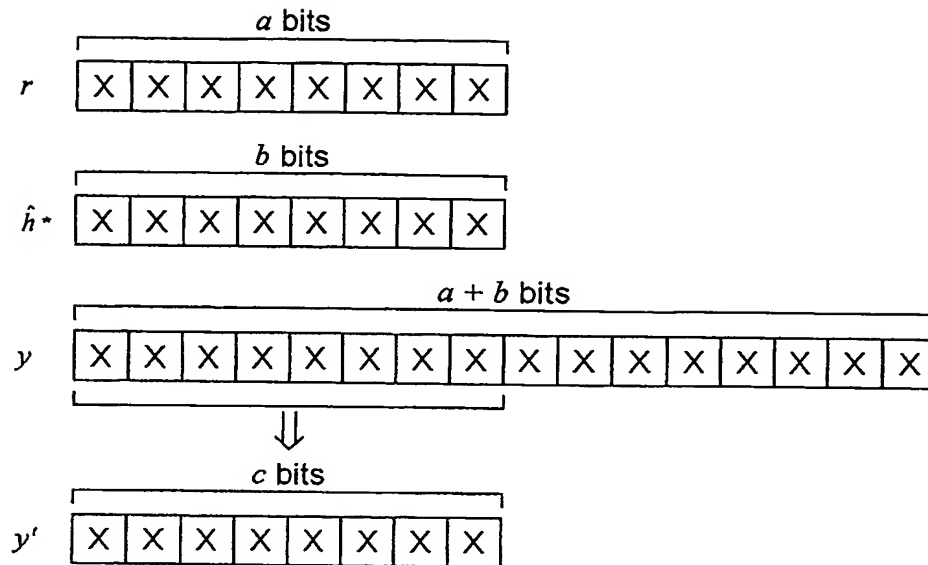 a bits
r X X X X X X X X
b bits
ĥ* X X X X X X X X
a + b bits
y X X X X X X X X X X X X X X X X
⇓
c bits
y' X X X X X X X X